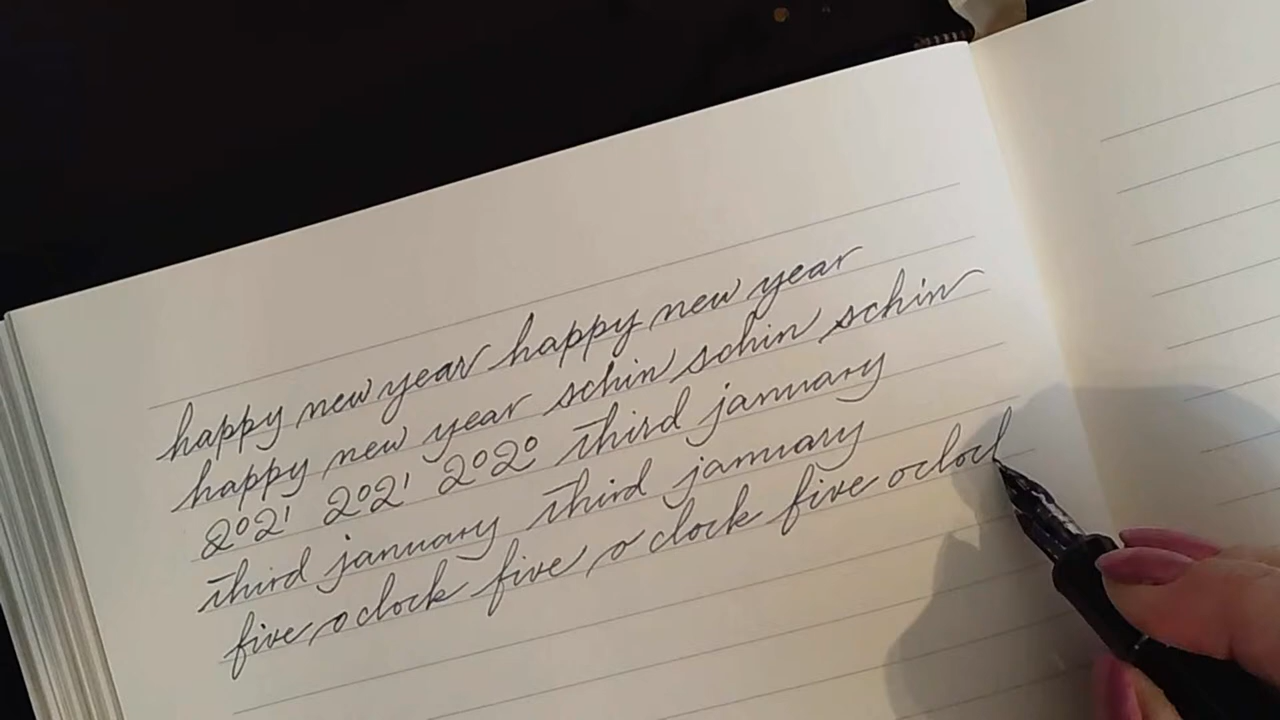 happy new year happy new year
happy new year schin schin schin
2021 2021 2020 third january
third january third january
five o clock five o clock five o cloc